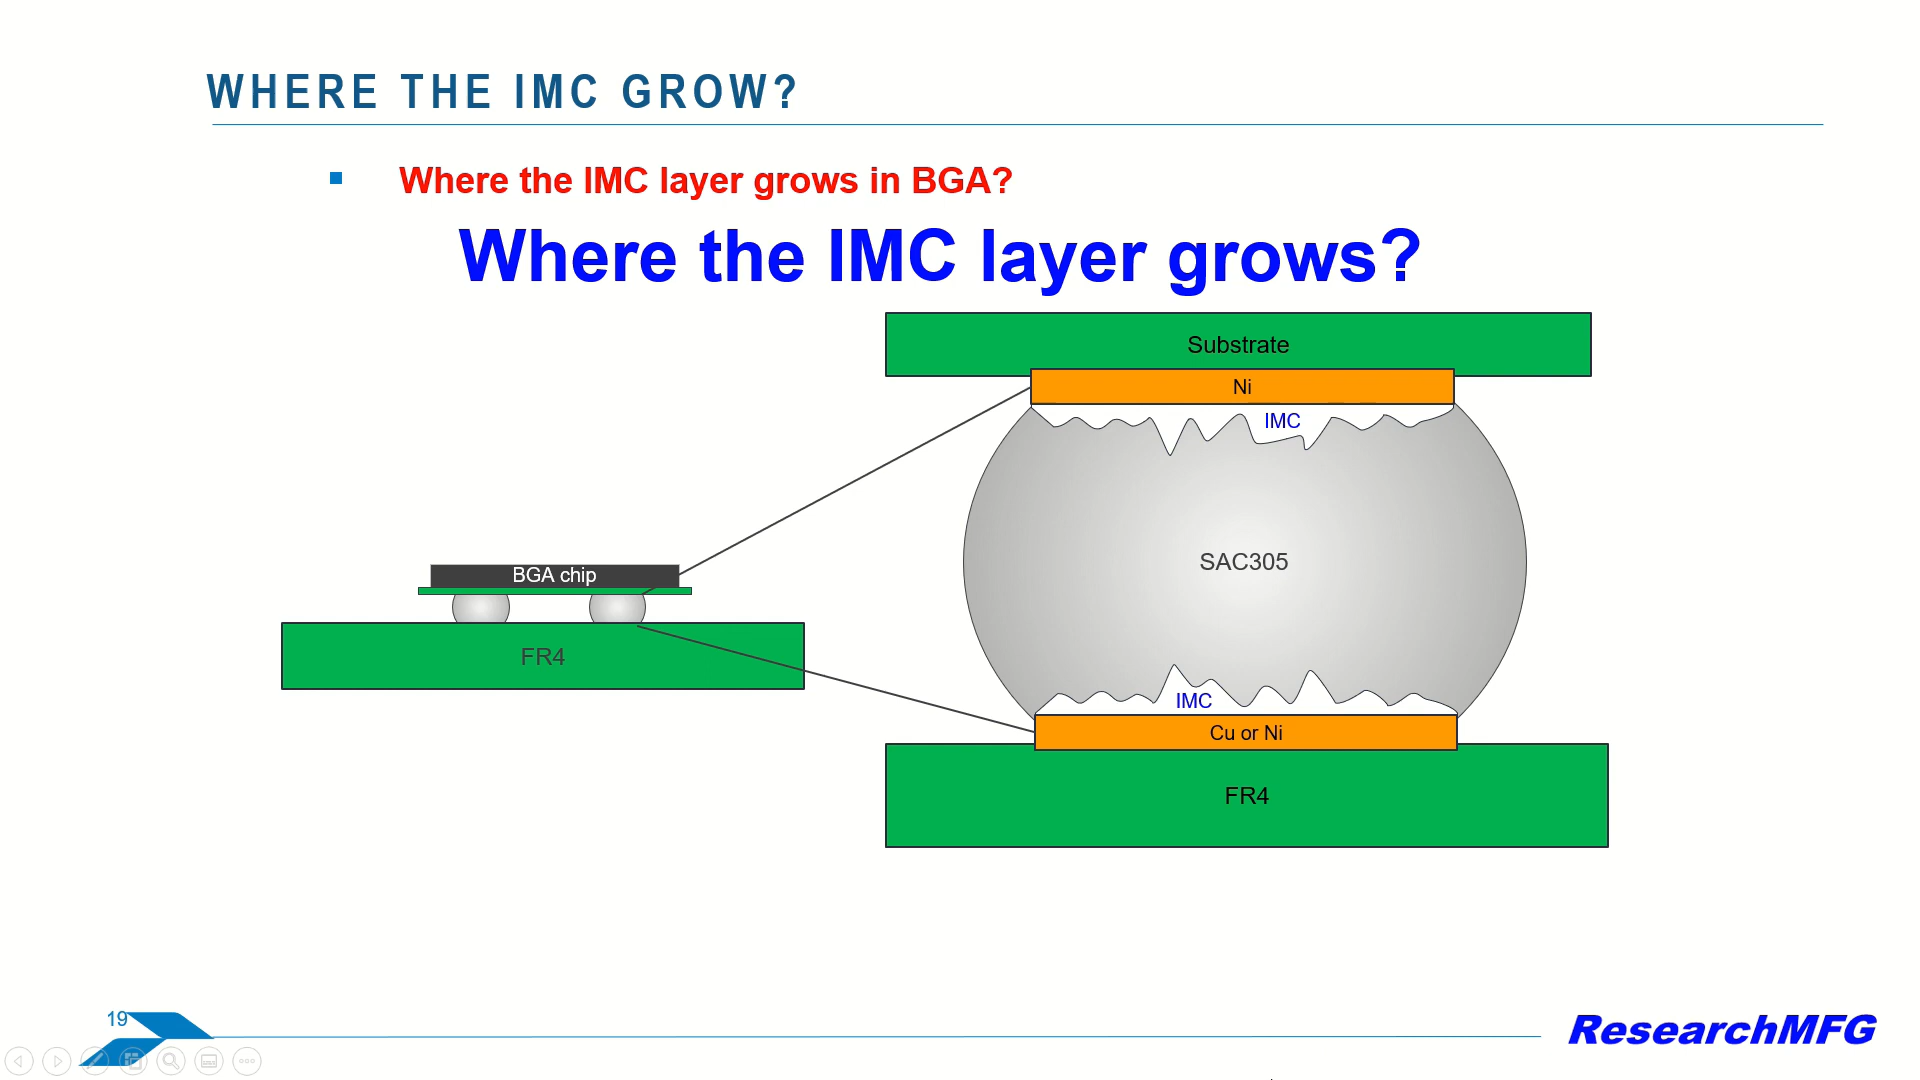 WHERE THE IMC GROW?
Where the IMC layer grows in BGA?
Where the IMC layer grows?
Substrate
Ni
IMC
SAC305
BGA chip
FR4
IMC
Cu or Ni
FR4
19
ResearchMFG